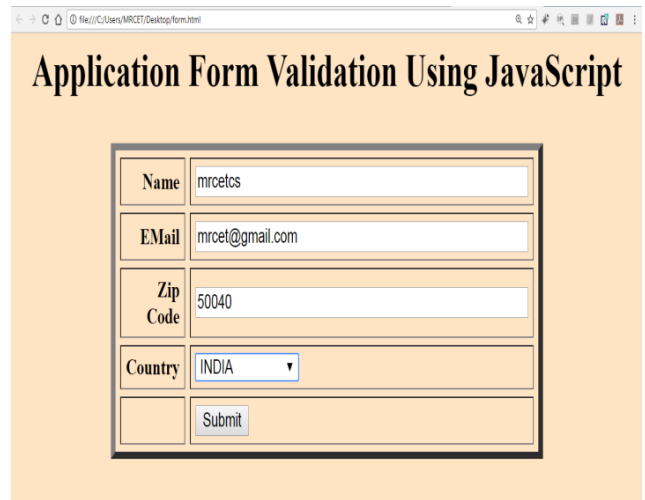 file:///C:/Users/MRCET/Desktop/form.html
Application Form Validation Using JavaScript
Name mrcetcs
EMail mrcet@gmail.com
Zip
Code 50040
Country INDIA
Submit